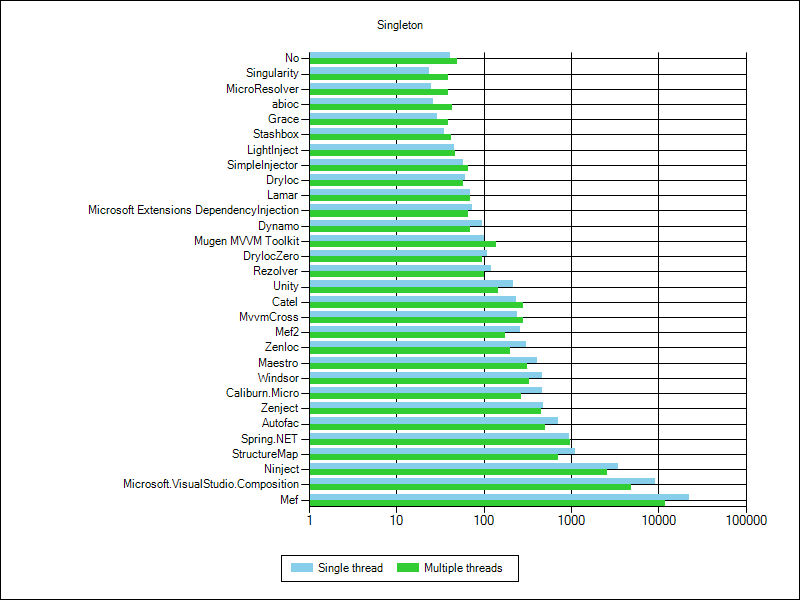 Singleton
No
Singularity
MicroResolver
abioc
Grace
Stashbox
LightInject
SimpleInjector
DryIoc
Lamar
Microsoft Extensions DependencyInjection
Dynamo
Mugen MVVM Toolkit
DryIocZero
Rezolver
Unity
Catel
MvvmCross
Mef2
ZenIoc
Maestro
Windsor
Caliburn.Micro
Zenject
Autofac
Spring.NET
StructureMap
Ninject
Microsoft.VisualStudio.Composition
Mef
1 10 100 1000 10000 100000
Single thread Multiple threads